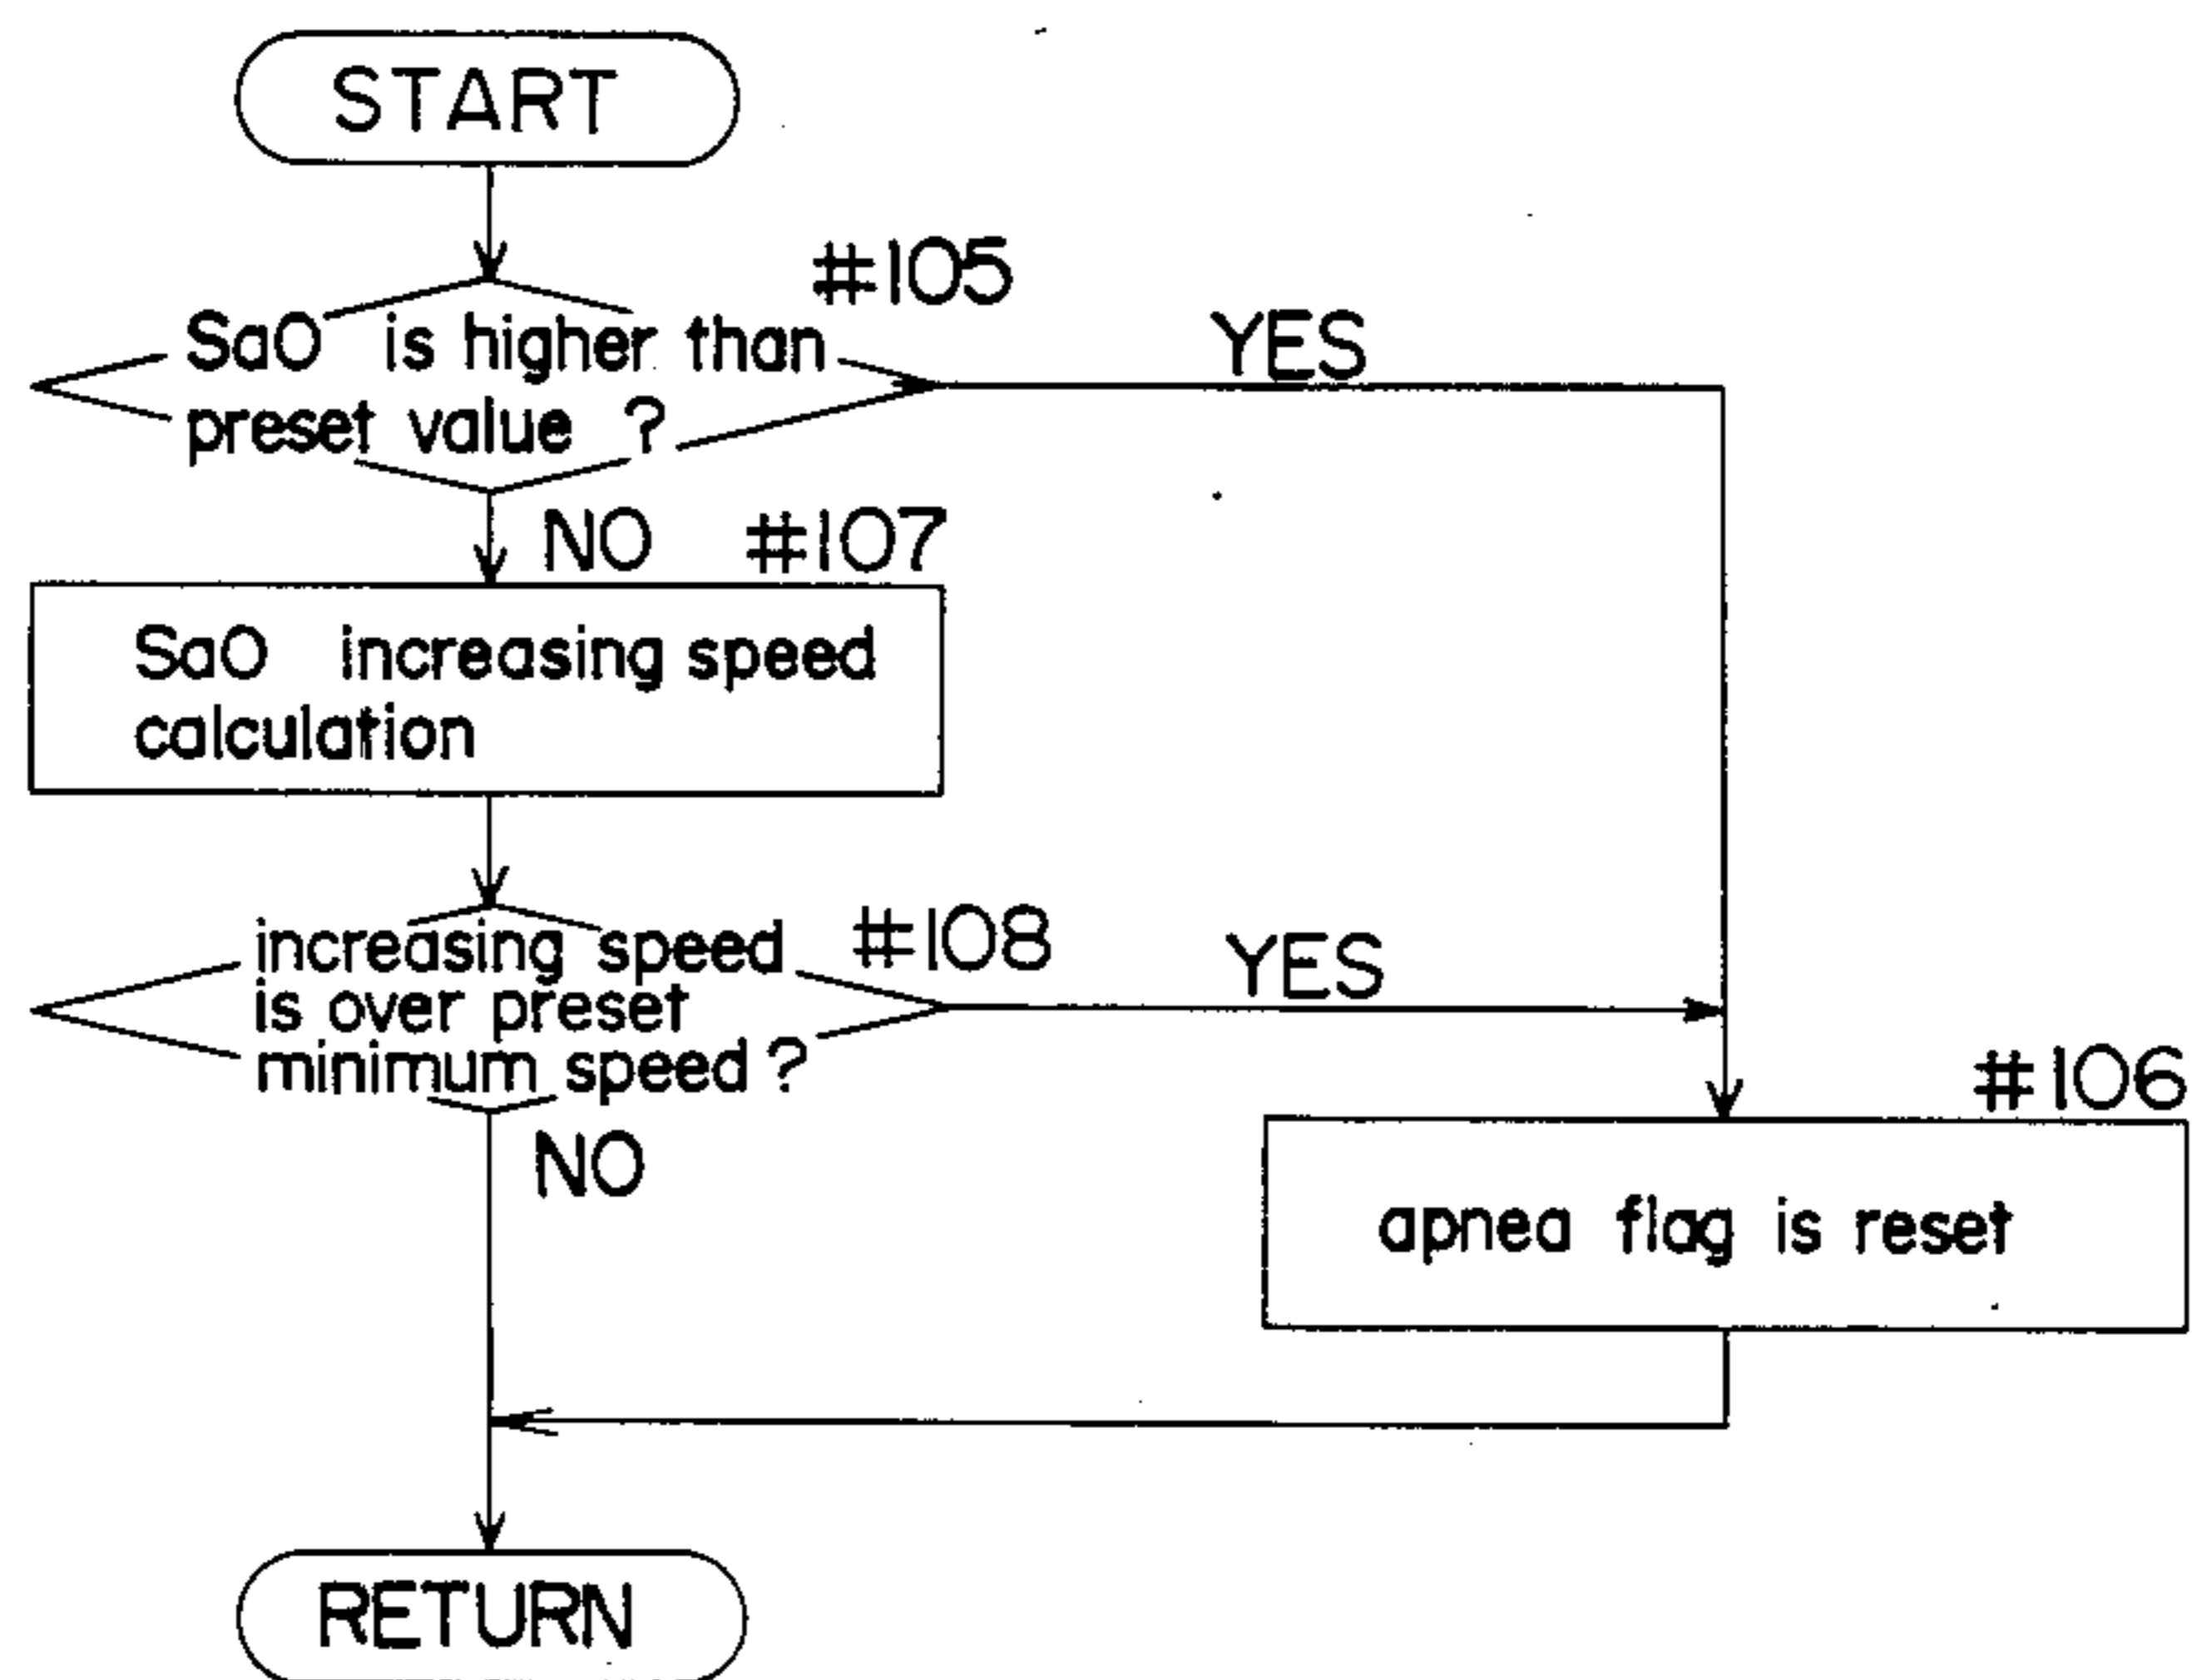 START
#105
SaO is higher than
preset value ?
YES
NO
#107
SaO increasing speed
calculation
increasing speed
is over preset
minimum speed ?
#108
YES
NO
#106
apnea flag is reset
RETURN